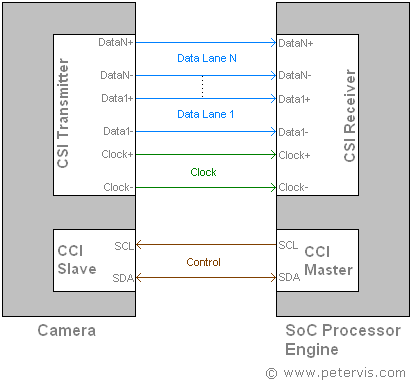 DataN+
DataN+
Data Lane N
DataN-
DataN-
Data1+
Data1+
Data Lane 1
Data1-
Data1-
Clock+
Clock+
Clock
Clock-
Clock-
CSI Transmitter
CSI Receiver
SCL
SCL
CCI
Slave
Control
CCI
Master
SDA
SDA
Camera
SoC Processor
Engine
© www.petervis.com